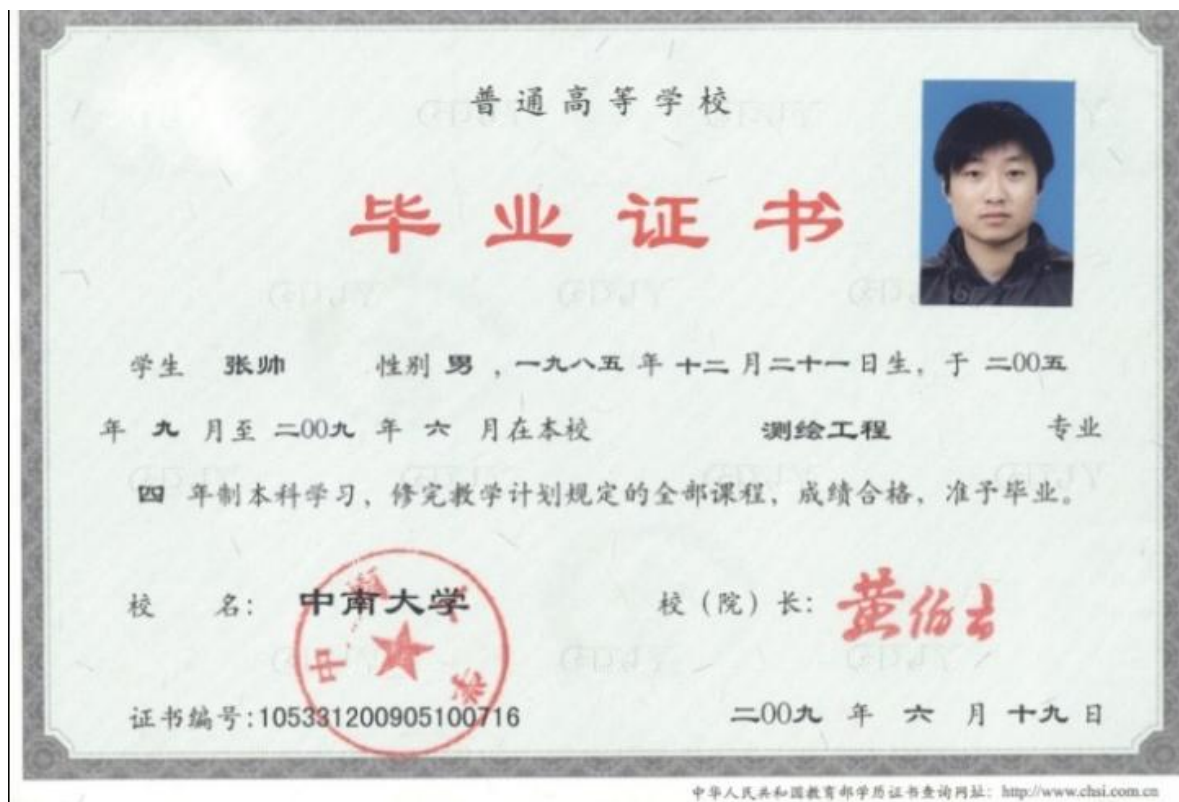 普通高等学校
毕业证书
学生 张帅 性别 男 ，一九八五 年 十二 月二十一日生，于 二00五
年 九 月至 二00九 年 六 月在本校 测绘工程 专业
四 年制本科学习，修完教学计划规定的全部课程，成绩合格，准予毕业。
校 名： 中南大学 校（院）长：黄伯云
中南大学
证书编号:105331200905100716 二00九 年 六 月 十九 日
中华人民共和国教育部学历证书查询网址：http://www.chsi.com.cn